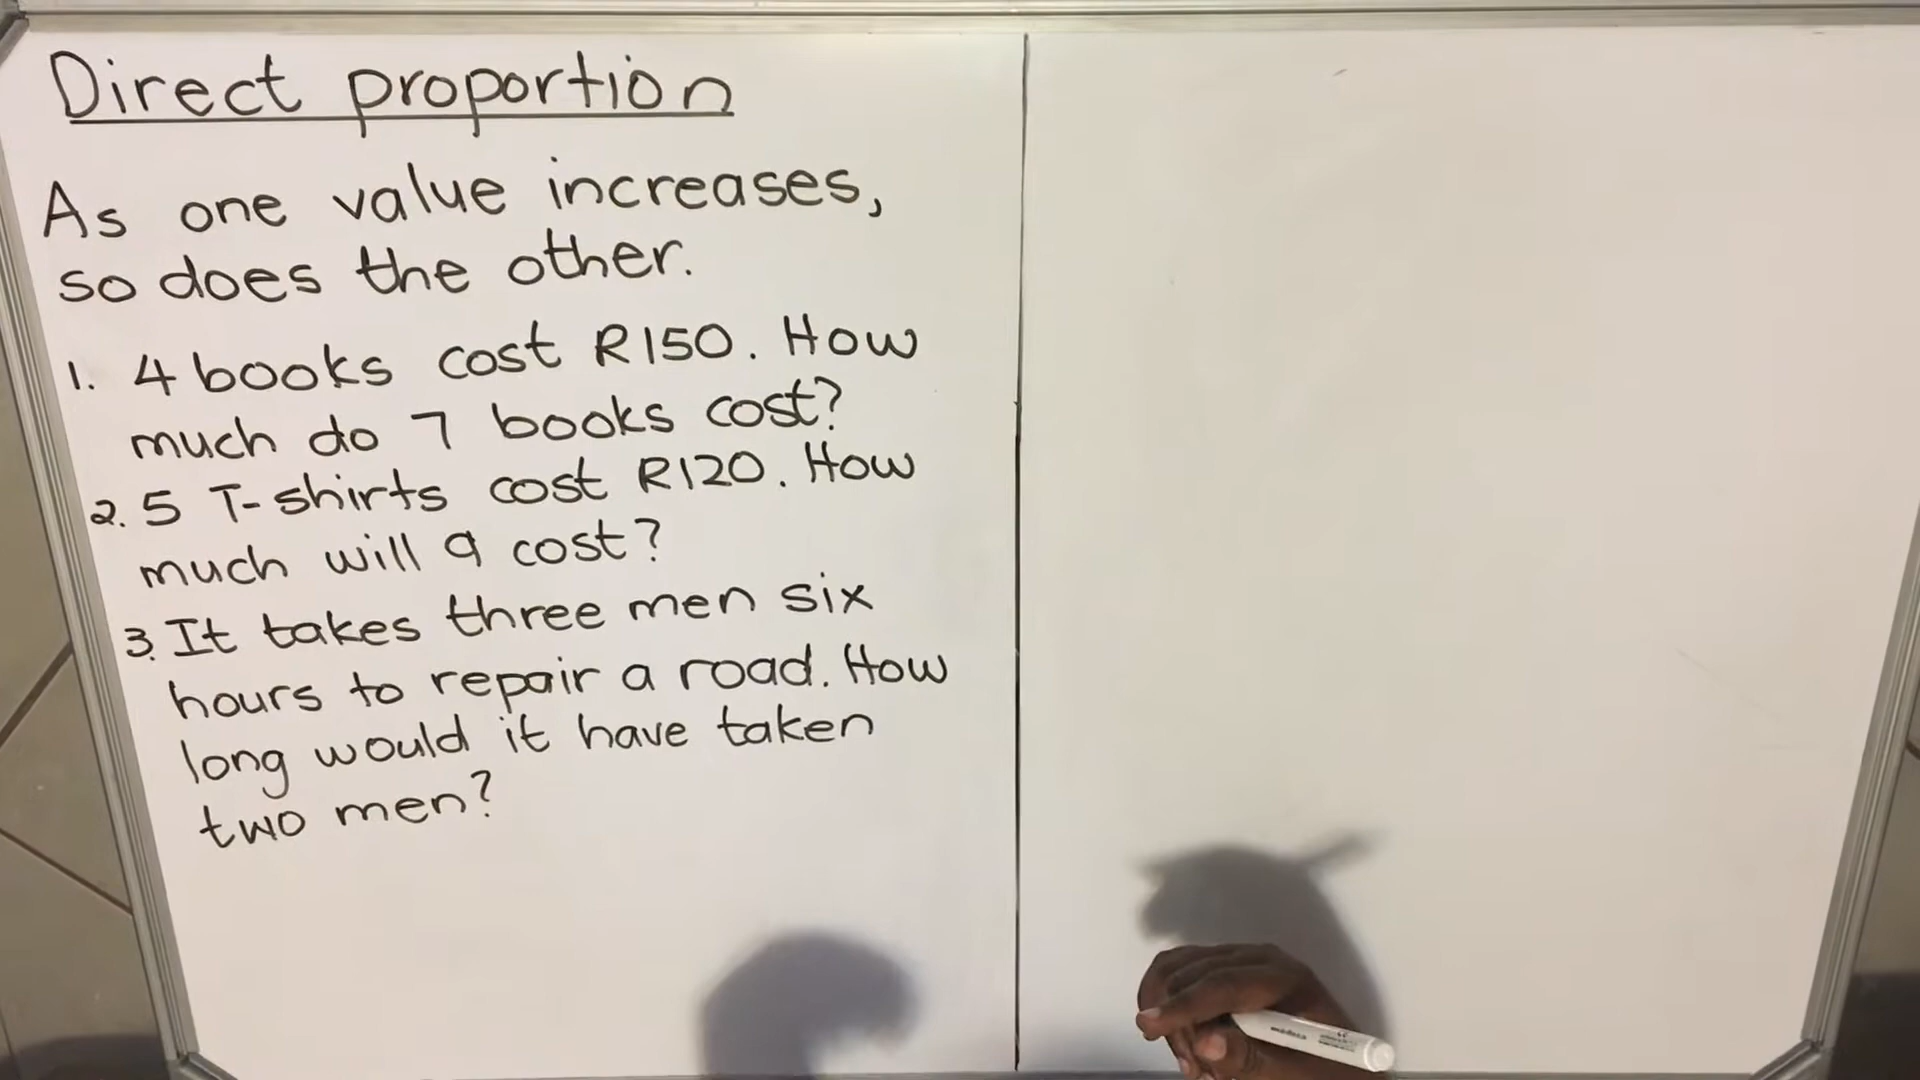 Direct proportion
As one value increases,
so does the other.
1. 4 books cost R150. How
much do 7 books cost?
2. 5 T-shirts cost R120. How
much will 9 cost?
3. It takes three men six
hours to repair a road. How
long would it have taken
two men?